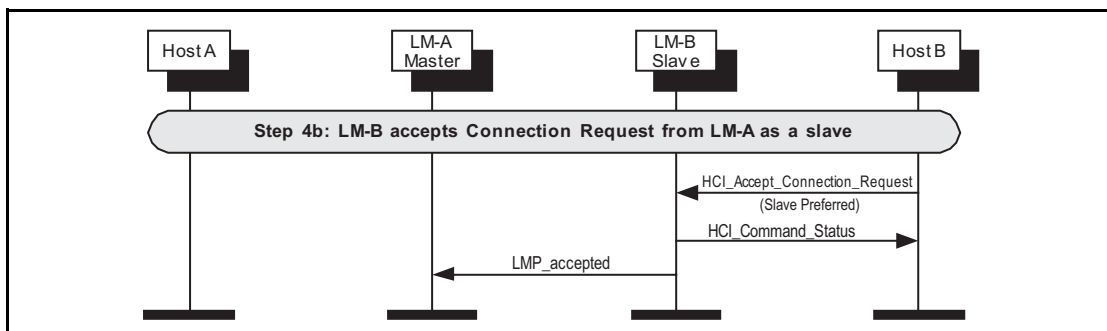 Host A
LM-A
Master
LM-B
Slave
Host B
Step 4b: LM-B accepts Connection Request from LM-A as a slave
HCI_Accept_Connection_Request
(Slave Preferred)
HCI_Command_Status
LMP_accepted